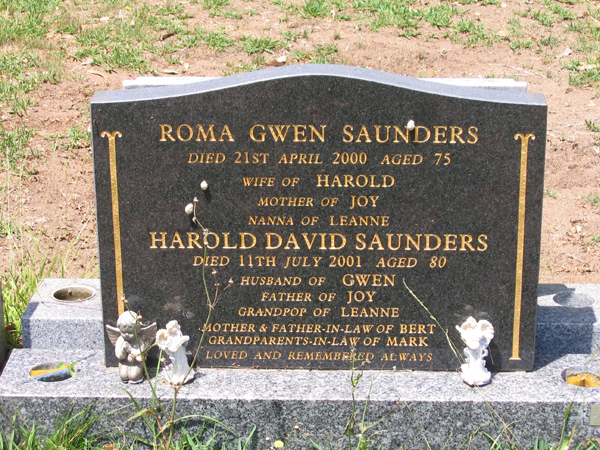 ROMA GWEN SAUNDERS
DIED 21ST APRIL 2000 AGED 75
WIFE OF HAROLD
MOTHER OF JOY
NANNA OF LEANNE
HAROLD DAVID SAUNDERS
DIED 11TH JULY 2001 AGED 80
HUSBAND OF GWEN
FATHER OF JOY
GRANDPOP OF LEANNE
MOTHER & FATHER-IN-LAW OF BERT
GRANDPARENTS-IN-LAW OF MARK
LOVED AND REMEMBERED ALWAYS